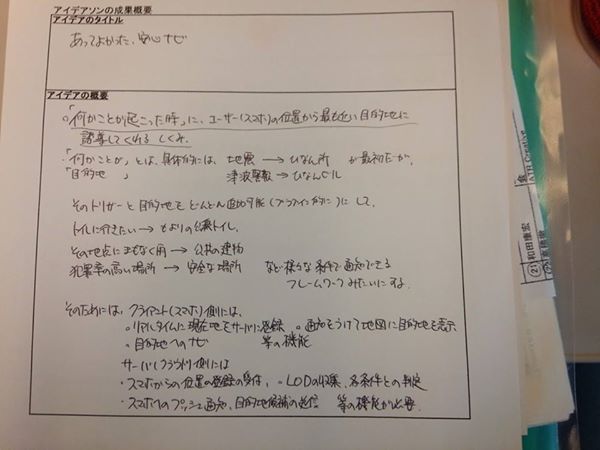 アイデアソンの成果概要
アイデアのタイトル
あってよかった、安心ナビ
アイデアの概要
。「何かことが起こった時」に、ユーザー(スマホ)の位置から最も近い目的地に
誘導してくれる しくみ。
「何かことが」とは、具体的には、地震 → ひなん所 が最初だが、
「目的地 」 津波警報 → ひなんビル
そのトリガーと目的地をどんどん追加可能(プラグイン的に)にして、
トイレに行きたい → もよりの公衆トイレ。
その地点にまもなく雨 → 公共の建物
犯罪率の高い場所 → 安全な場所 など様々な条件で通知できる
フレームワークみたいにする。
そのためには、クライアント(スマホ)側には、
。リアルタイムに現在地をサーバに登録 。通知をうけて地図に目的地を表示
。目的地へのナビ 等の機能
サーバ(クラウド)側には
・スマホからの位置の登録の受付、。LODの収集、各条件との判定
・スマホへのプッシュ通知、目的地候補の送信 等の機能が必要。
(2) 和田康宏
ATR Creative